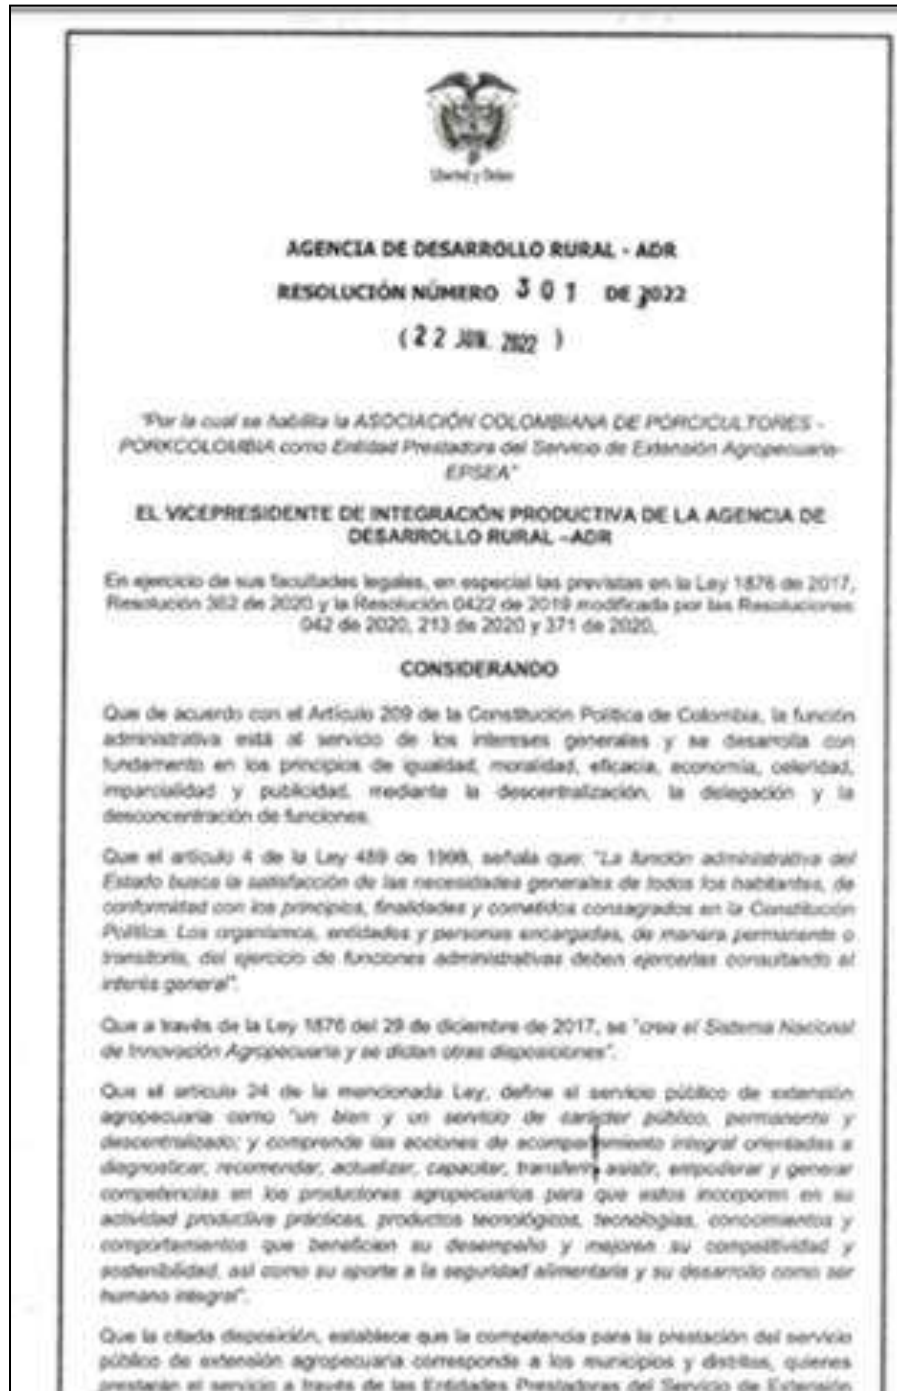 Libertad y Orden
AGENCIA DE DESARROLLO RURAL - ADR
RESOLUCIÓN NÚMERO 301 DE 2022
( 22 JUN. 2022 )
"Por la cual se habilita la ASOCIACIÓN COLOMBIANA DE PORCICULTORES -
PORKCOLOMBIA como Entidad Prestadora del Servicio de Extensión Agropecuaria-
EPSEA"
EL VICEPRESIDENTE DE INTEGRACIÓN PRODUCTIVA DE LA AGENCIA DE
DESARROLLO RURAL –ADR
En ejercicio de sus facultades legales, en especial las previstas en la Ley 1876 de 2017,
Resolución 362 de 2020 y la Resolución 0422 de 2019 modificada por las Resoluciones
042 de 2020, 213 de 2020 y 371 de 2020,
CONSIDERANDO
Que de acuerdo con el Artículo 209 de la Constitución Política de Colombia, la función
administrativa está al servicio de los intereses generales y se desarrolla con
fundamento en los principios de igualdad, moralidad, eficacia, economía, celeridad,
imparcialidad y publicidad, mediante la descentralización, la delegación y la
desconcentración de funciones.
Que el artículo 4 de la Ley 489 de 1998, señala que: "La función administrativa del
Estado busca la satisfacción de las necesidades generales de todos los habitantes, de
conformidad con los principios, finalidades y cometidos consagrados en la Constitución
Política. Los organismos, entidades y personas encargadas, de manera permanente o
transitoria, del ejercicio de funciones administrativas deben ejercerlas consultando el
interés general".
Que a través de la Ley 1876 del 29 de diciembre de 2017, se "crea el Sistema Nacional
de Innovación Agropecuaria y se dictan otras disposiciones".
Que el artículo 24 de la mencionada Ley, define el servicio público de extensión
agropecuaria como "un bien y un servicio de carácter público, permanente y
descentralizado; y comprende las acciones de acompañamiento integral orientadas a
diagnosticar, recomendar, actualizar, capacitar, transferir, asistir, empoderar y generar
competencias en los productores agropecuarios para que estos incorporen en su
actividad productiva prácticas, productos tecnológicos, tecnologías, conocimientos y
comportamientos que beneficien su desempeño y mejoren su competitividad y
sostenibilidad, así como su aporte a la seguridad alimentaria y su desarrollo como ser
humano integral".
Que la citada disposición, establece que la competencia para la prestación del servicio
público de extensión agropecuaria corresponde a los municipios y distritos, quienes
prestarán el servicio a través de las Entidades Prestadoras del Servicio de Extensión